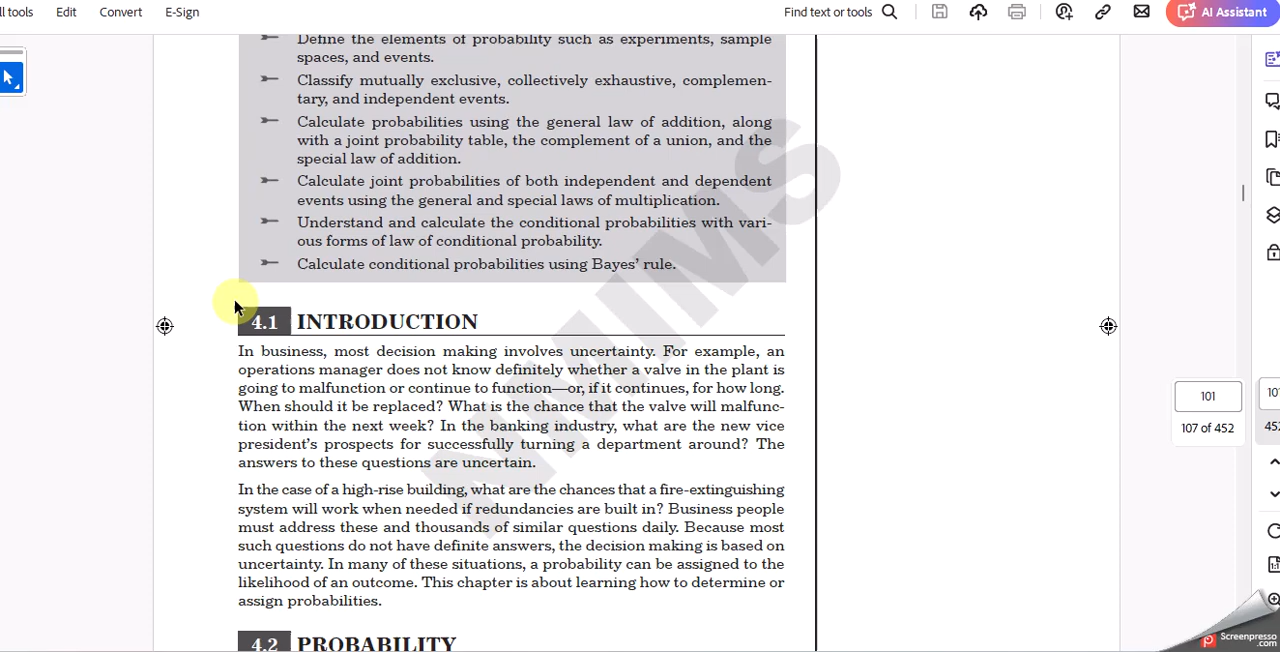 ll tools Edit Convert E-Sign Find text or tools AI Assistant
Define the elements of probability such as experiments, sample
spaces, and events.
Classify mutually exclusive, collectively exhaustive, complemen-
tary, and independent events.
Calculate probabilities using the general law of addition, along
with a joint probability table, the complement of a union, and the
special law of addition.
Calculate joint probabilities of both independent and dependent
events using the general and special laws of multiplication.
Understand and calculate the conditional probabilities with vari-
ous forms of law of conditional probability.
Calculate conditional probabilities using Bayes’ rule.
4.1 INTRODUCTION
In business, most decision making involves uncertainty. For example, an
operations manager does not know definitely whether a valve in the plant is
going to malfunction or continue to function—or, if it continues, for how long.
When should it be replaced? What is the chance that the valve will malfunc-
tion within the next week? In the banking industry, what are the new vice
president’s prospects for successfully turning a department around? The
answers to these questions are uncertain.
In the case of a high-rise building, what are the chances that a fire-extinguishing
system will work when needed if redundancies are built in? Business people
must address these and thousands of similar questions daily. Because most
such questions do not have definite answers, the decision making is based on
uncertainty. In many of these situations, a probability can be assigned to the
likelihood of an outcome. This chapter is about learning how to determine or
assign probabilities.
4.2 PROBABILITY
NMIMS
101
107 of 452
10
452
Screenpresso
.com